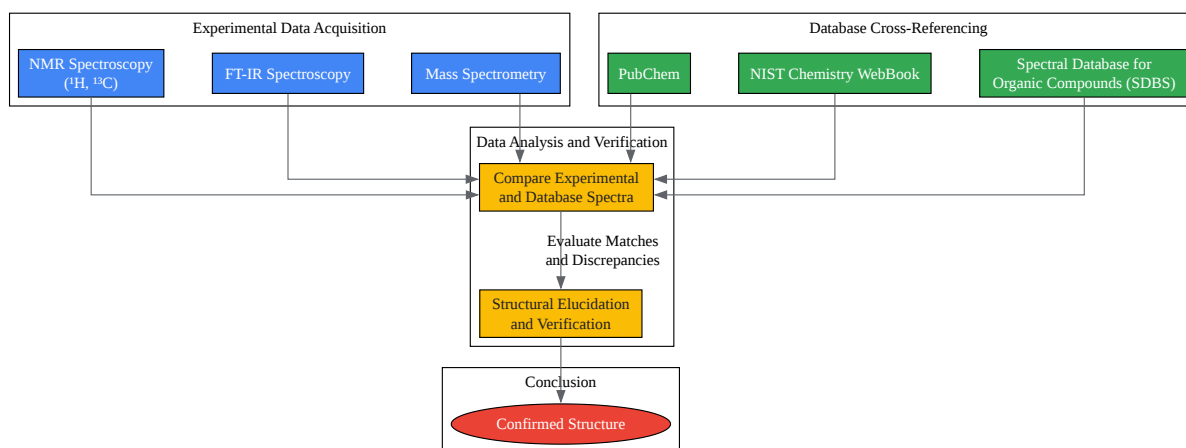 Experimental Data Acquisition
NMR Spectroscopy
(¹H, ¹³C)
FT-IR Spectroscopy
Mass Spectrometry
Database Cross-Referencing
PubChem
NIST Chemistry WebBook
Spectral Database for
Organic Compounds (SDBS)
Data Analysis and Verification
Compare Experimental
and Database Spectra
Evaluate Matches
and Discrepancies
Structural Elucidation
and Verification
Conclusion
Confirmed Structure